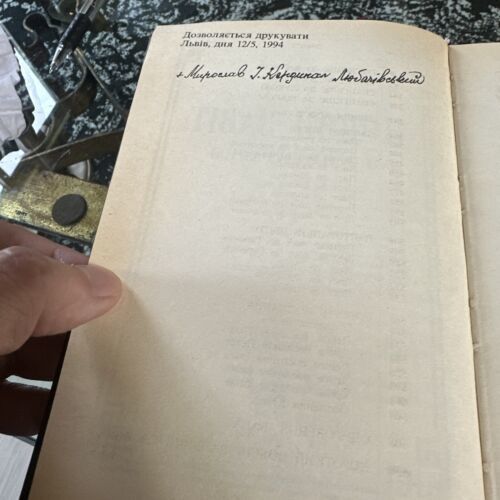 Дозволяється друкувати
Львів, дня 12/5, 1994
+ Мирослав І. Кардинал Любачівський